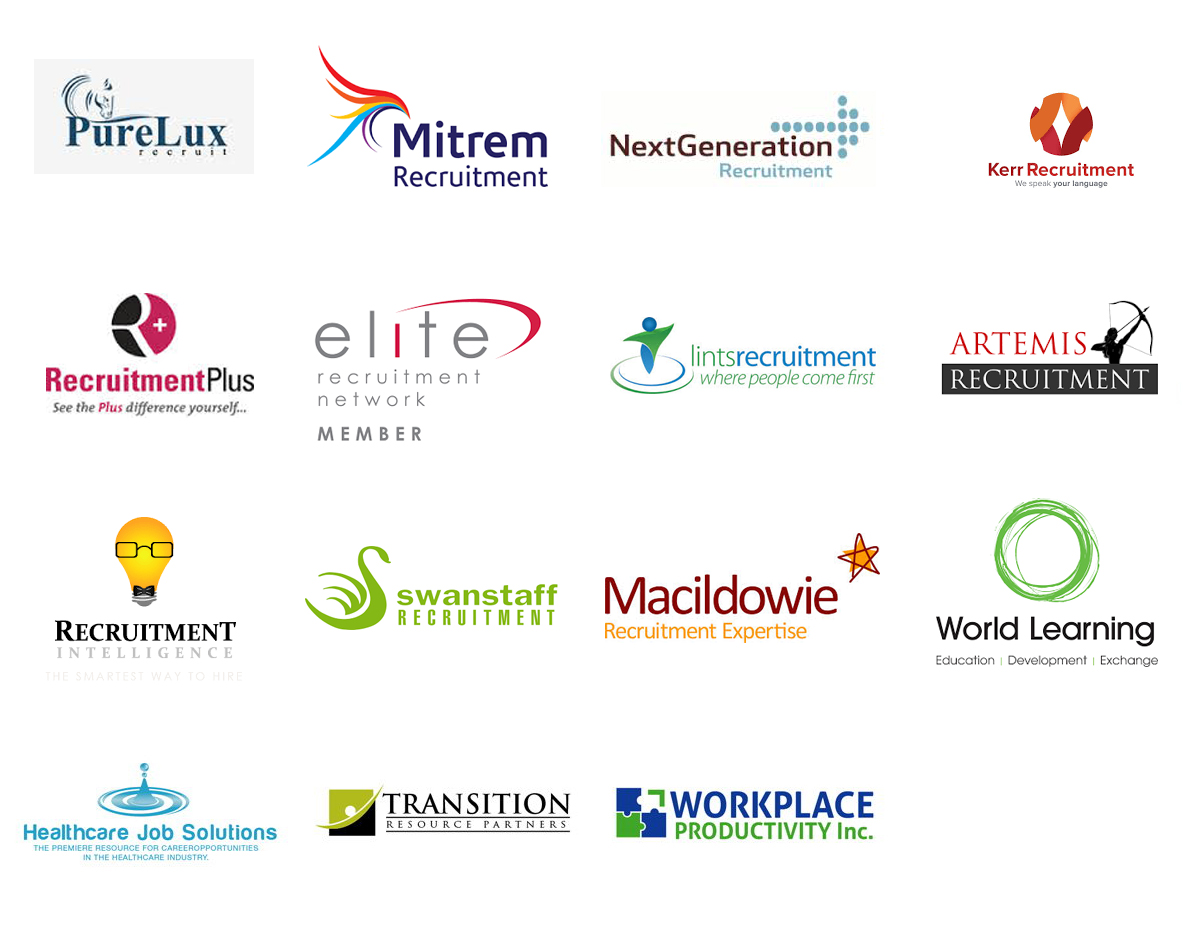 PureLux
recruit
Mitrem
Recruitment
NextGeneration
Recruitment
Kerr Recruitment
We speak your language
RecruitmentPlus
See the Plus difference yourself...
elite
recruitment
network
MEMBER
lintsrecruitment
where people come first
ARTEMIS
RECRUITMENT
RECRUITMENT
INTELLIGENCE
THE SMARTEST WAY TO HIRE
swanstaff
RECRUITMENT
Macildowie
Recruitment Expertise
World Learning
Education | Development | Exchange
Healthcare Job Solutions
THE PREMIERE RESOURCE FOR CAREEROPPORTUNITIES
IN THE HEALTHCARE INDUSTRY.
TRANSITION
RESOURCE PARTNERS
WORKPLACE
PRODUCTIVITY Inc.